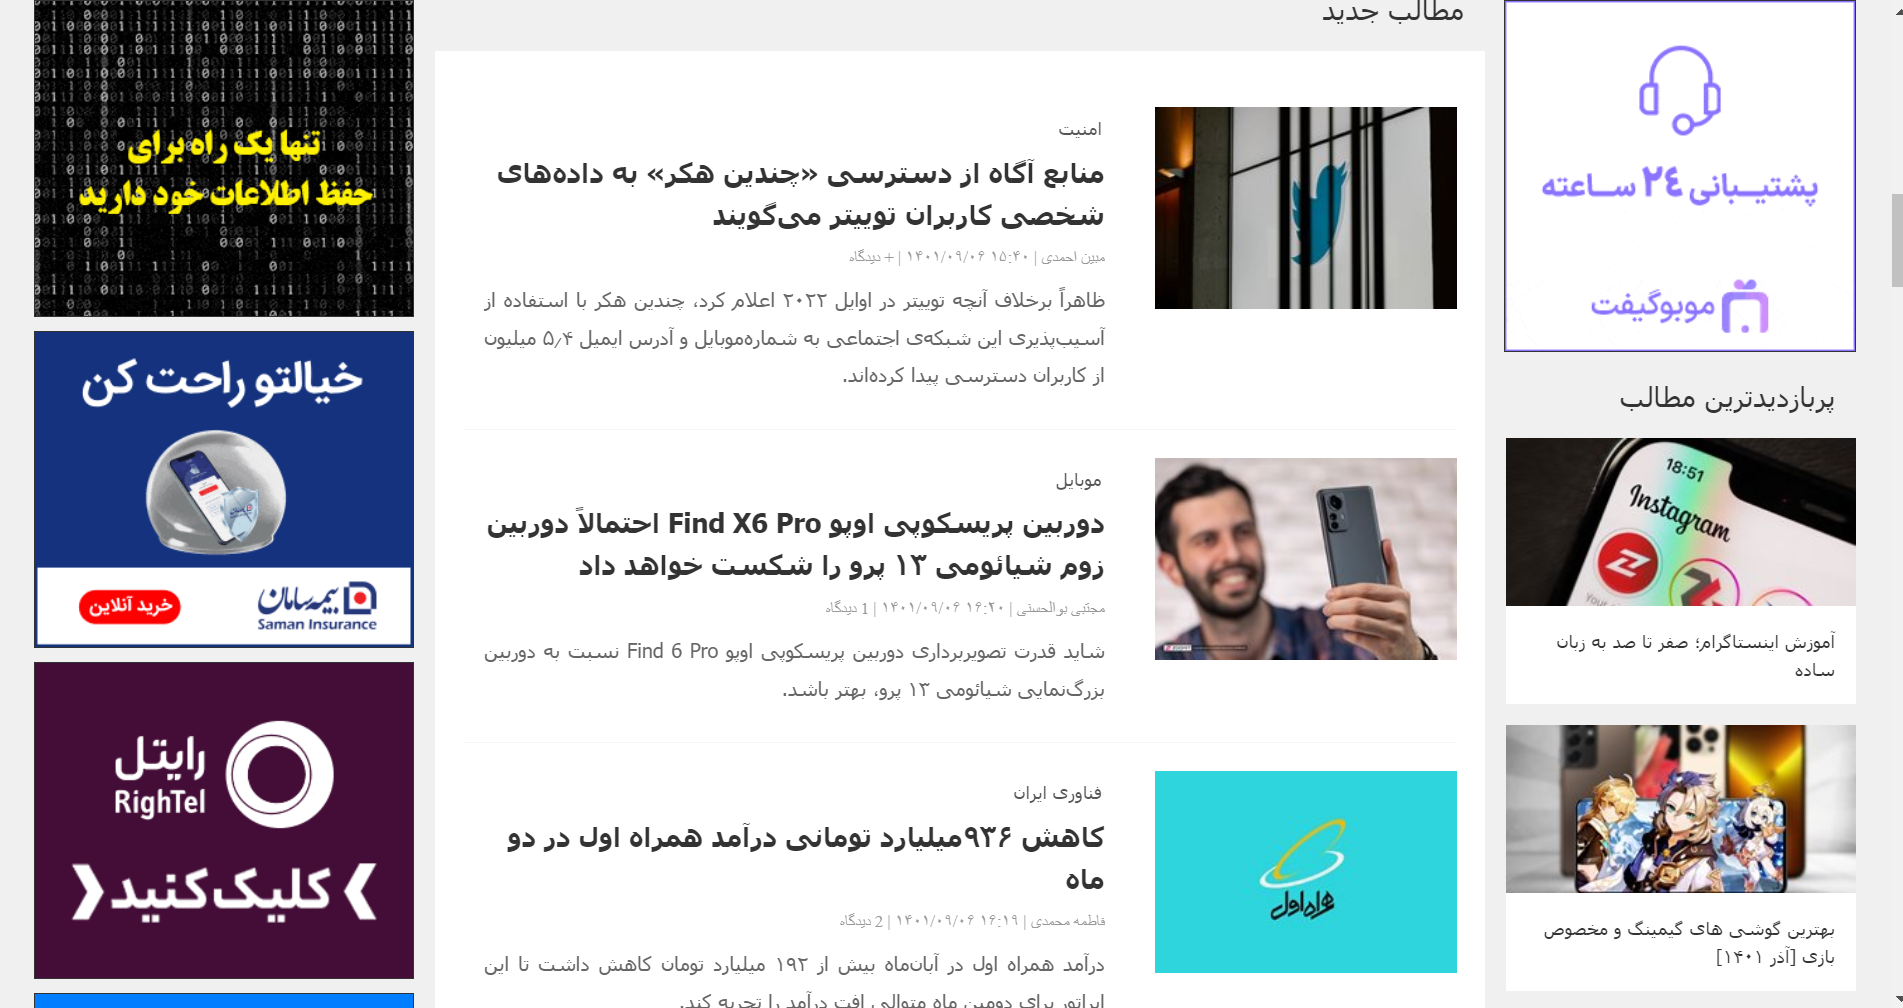 مطالب جدید
امنیت
منابع آگاه از دسترسی «چندین هکر» به داده‌های
شخصی کاربران توییتر می‌گویند
مبین احمدی | ۱۵:۴۰ ۱۴۰۱/۰۹/۰۶ | + دیدگاه
ظاهراً برخلاف آنچه توییتر در اوایل ۲۰۲۲ اعلام کرد، چندین هکر با استفاده از
آسیب‌پذیری این شبکه‌ی اجتماعی به شماره‌موبایل و آدرس ایمیل ۵٫۴ میلیون
از کاربران دسترسی پیدا کرده‌اند.
موبایل
دوربین پریسکوپی اوپو Find X6 Pro احتمالاً دوربین
زوم شیائومی ۱۳ پرو را شکست خواهد داد
مجتبی بوالحسنی | ۱۶:۲۰ ۱۴۰۱/۰۹/۰۶ | 1 دیدگاه
شاید قدرت تصویربرداری دوربین پریسکوپی اوپو Find 6 Pro نسبت به دوربین
بزرگ‌نمایی شیائومی ۱۳ پرو، بهتر باشد.
فناوری ایران
کاهش ۹۳۶میلیارد تومانی درآمد همراه اول در دو
ماه
فاطمه محمدی | ۱۶:۱۹ ۱۴۰۱/۰۹/۰۶ | 2 دیدگاه
درآمد همراه اول در آبان‌ماه بیش از ۱۹۲ میلیارد تومان کاهش داشت تا این
اپراتور برای دومین ماه متوالی افت درآمد را تجربه کند.
همراه اول
پشتیبانی ۲۴ ساعته
موبوگیفت
پربازدیدترین مطالب
18:51
Instagram
آموزش اینستاگرام؛ صفر تا صد به زبان
ساده
بهترین گوشی های گیمینگ و مخصوص
بازی [آذر ۱۴۰۱]
تنها یک راه برای
حفظ اطلاعات خود دارید
خیالتو راحت کن
بیمه سامان
Saman Insurance
خرید آنلاین
رایتل
RighTel
کلیک کنید